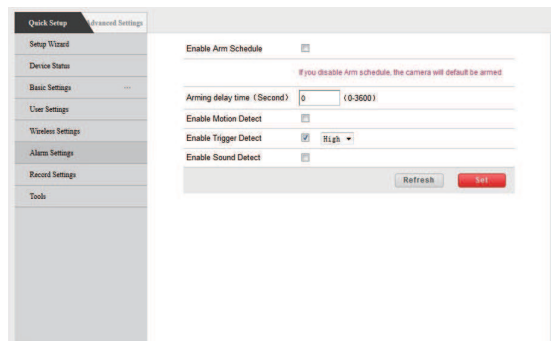 Quick Setup
Advanced Settings
Setup Wizard
Device Status
Basic Settings ...
User Settings
Wireless Settings
Alarm Settings
Record Settings
Tools
Enable Arm Schedule
If you disable Arm schedule, the camera will default be armed
Arming delay time (Second) 0 (0-3600)
Enable Motion Detect
Enable Trigger Detect High
Enable Sound Detect
Refresh
Set